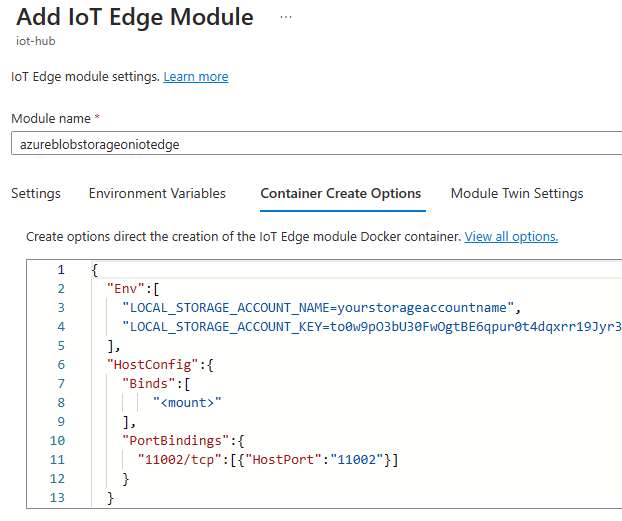 Add IoT Edge Module ...
iot-hub
IoT Edge module settings. Learn more
Module name *
azureblobstorageoniotedge
Settings Environment Variables Container Create Options Module Twin Settings
Create options direct the creation of the IoT Edge module Docker container. View all options.
1 {
2 "Env":[
3 "LOCAL_STORAGE_ACCOUNT_NAME=yourstorageaccountname",
4 "LOCAL_STORAGE_ACCOUNT_KEY=to0w9pO3bU30FwOgtBE6qpur0t4dqxrr19Jyr3
5 ],
6 "HostConfig":{
7 "Binds":[
8 "<mount>"
9 ],
10 "PortBindings":{
11 "11002/tcp":[{"HostPort":"11002"}]
12 }
13 }